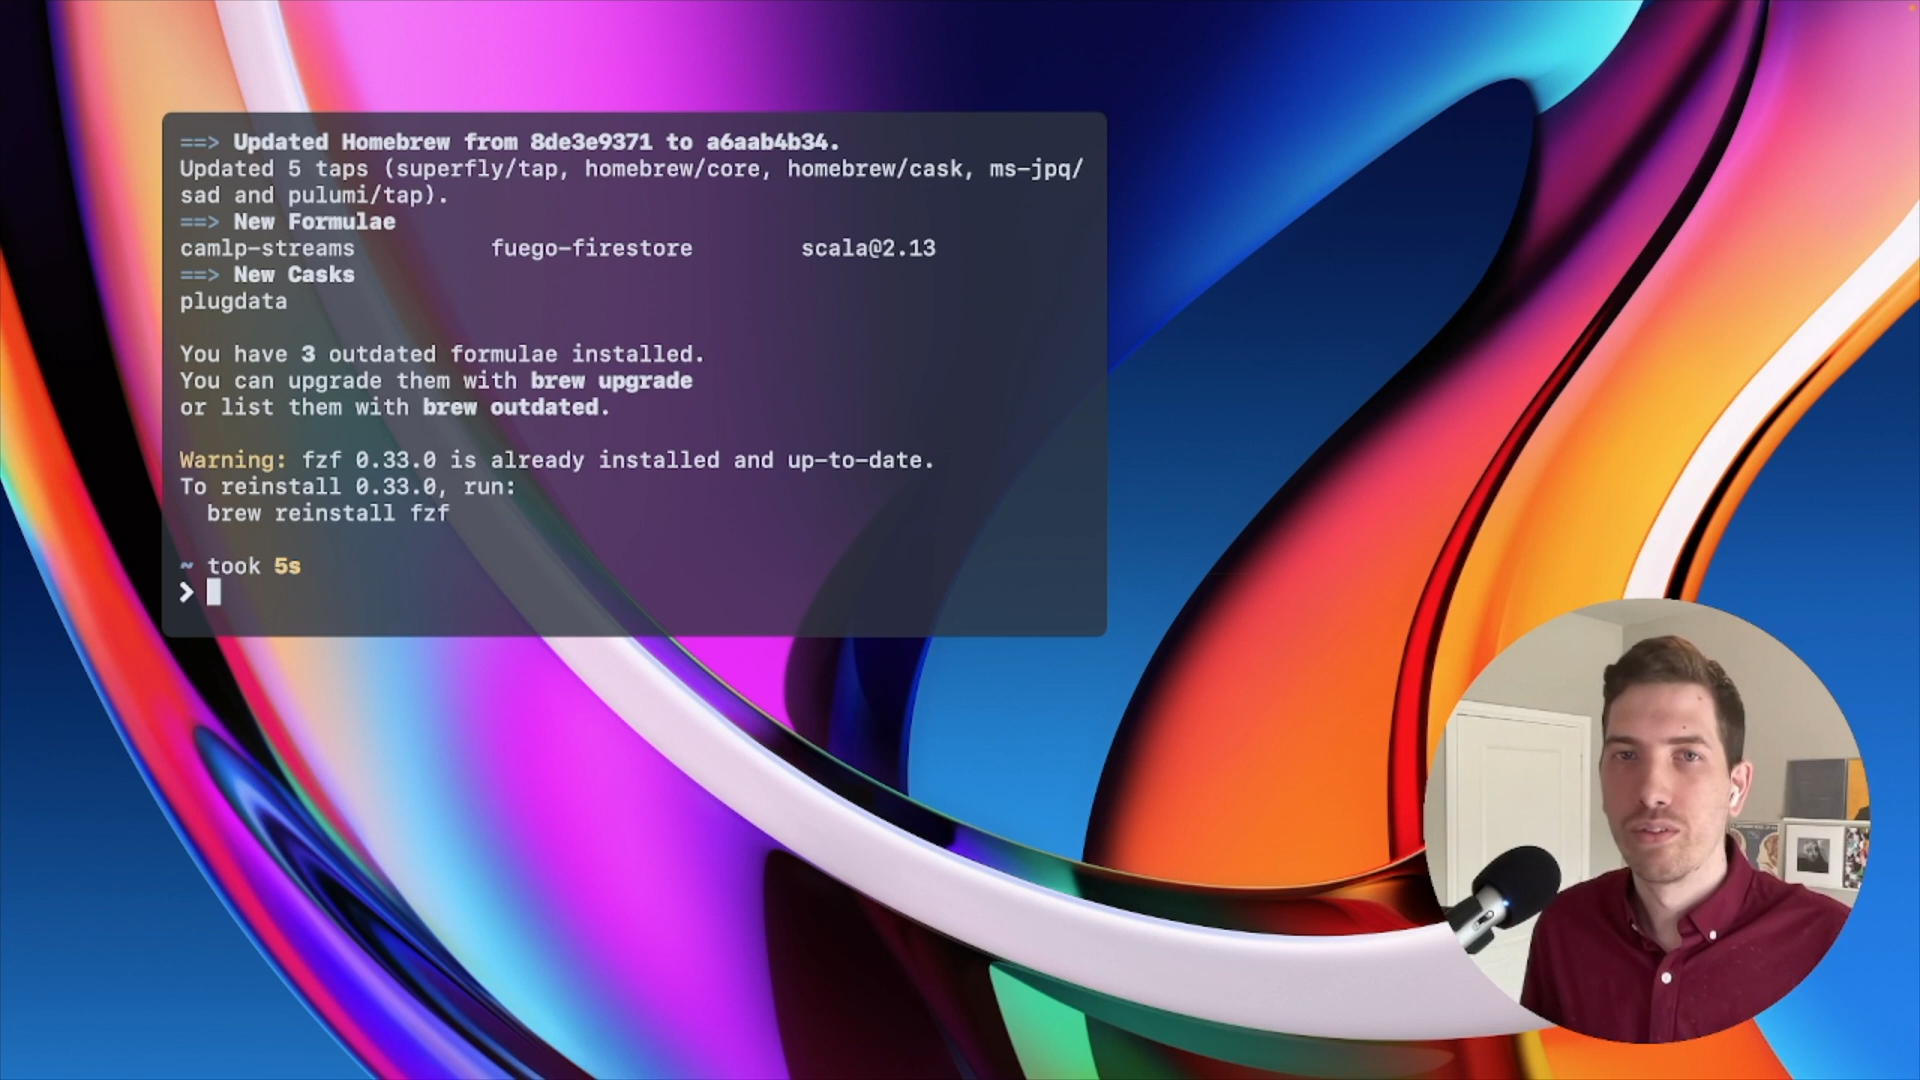 ==> Updated Homebrew from 8de3e9371 to a6aab4b34.
Updated 5 taps (superfly/tap, homebrew/core, homebrew/cask, ms-jpq/
sad and pulumi/tap).
==> New Formulae
camlp-streams fuego-firestore scala@2.13
==> New Casks
plugdata
You have 3 outdated formulae installed.
You can upgrade them with brew upgrade
or list them with brew outdated.
Warning: fzf 0.33.0 is already installed and up-to-date.
To reinstall 0.33.0, run:
brew reinstall fzf
~ took 5s
>